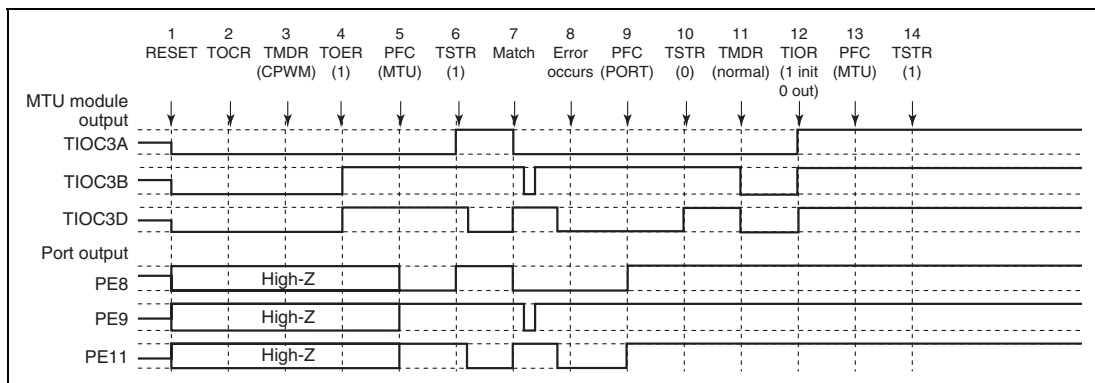 1 2 3 4 5 6 7 8 9 10 11 12 13 14
RESET TOCR TMDR TOER PFC TSTR Match Error PFC TSTR TMDR TIOR PFC TSTR
(CPWM) (1) (MTU) (1) occurs (PORT) (0) (normal) (1 init (MTU) (1)
0 out)
MTU module
output
TIOC3A
TIOC3B
TIOC3D
Port output
PE8 High-Z
PE9 High-Z
PE11 High-Z